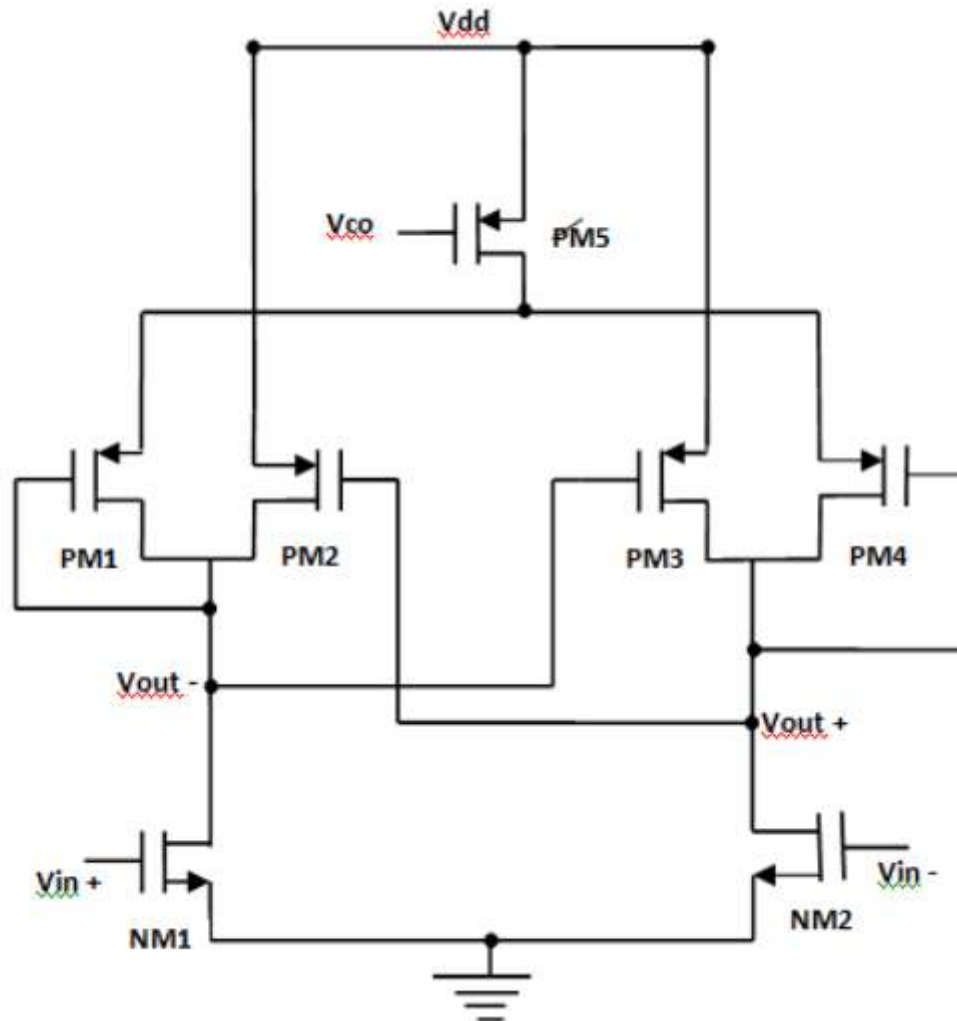 Vdd
Vco
PM5
PM1
PM2
PM3
PM4
Vout -
Vout +
Vin +
Vin -
NM1
NM2